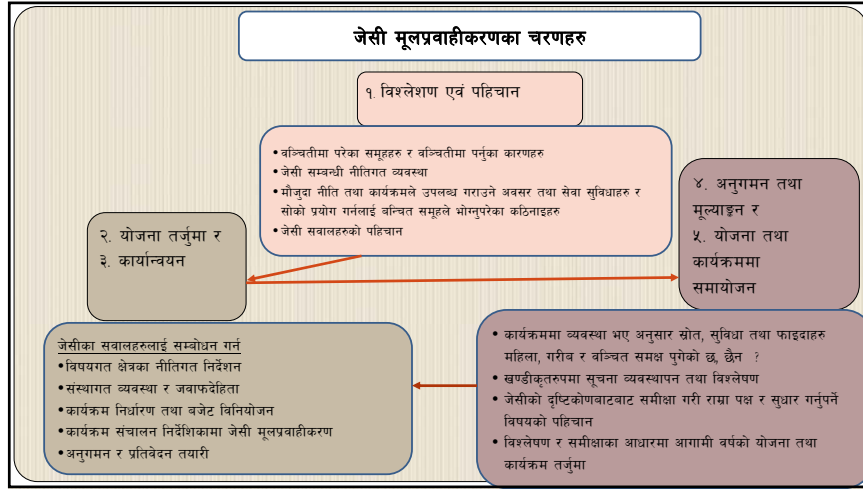 जेसी मूलप्रवाहीकरणका चरणहरु
१. विश्लेशण एवं पहिचान
• वञ्चितीमा परेका समूहहरु र वञ्चितीमा पर्नुका कारणहरु
• जेसी सम्वन्धी नीतिगत व्यवस्था
• मौजुदा नीति तथा कार्यक्रमले उपलब्ध गराउने अवसर तथा सेवा सुविधाहरु र
सोको प्रयोग गर्नलाई बन्चित समूहले भोग्नुपरेका कठिनाइहरु
• जेसी सवालहरुको पहिचान
२. योजना तर्जुमा र
३. कार्यान्वयन
४. अनुगमन तथा
मूल्याङ्कन र
५. योजना तथा
कार्यक्रममा
समायोजन
जेसीका सवालहरुलाई सम्बोधन गर्न
•विषयगत क्षेत्रका नीतिगत निर्देशन
•संस्थागत व्यवस्था र जवाफदेहिता
•कार्यक्रम निर्धारण तथा बजेट विनियोजन
•कार्यक्रम संचालन निर्देशिकामा जेसी मूलप्रवाहीकरण
•अनुगमन र प्रतिवेदन तयारी
• कार्यक्रममा व्यवस्था भए अनुसार स्रोत, सुविधा तथा फाइदाहरु
महिला, गरीब र वञ्चित समक्ष पुगेको छ, छैन ?
• खण्डीकृतरुपमा सूचना व्यवस्थापन तथा विश्लेषण
• जेसीको दृष्टिकोणबाटबाट समीक्षा गरी राम्रा पक्ष र सुधार गर्नुपर्ने
विषयको पहिचान
• विश्लेषण र समीक्षाका आधारमा आगामी वर्षको योजना तथा
कार्यक्रम तर्जुमा